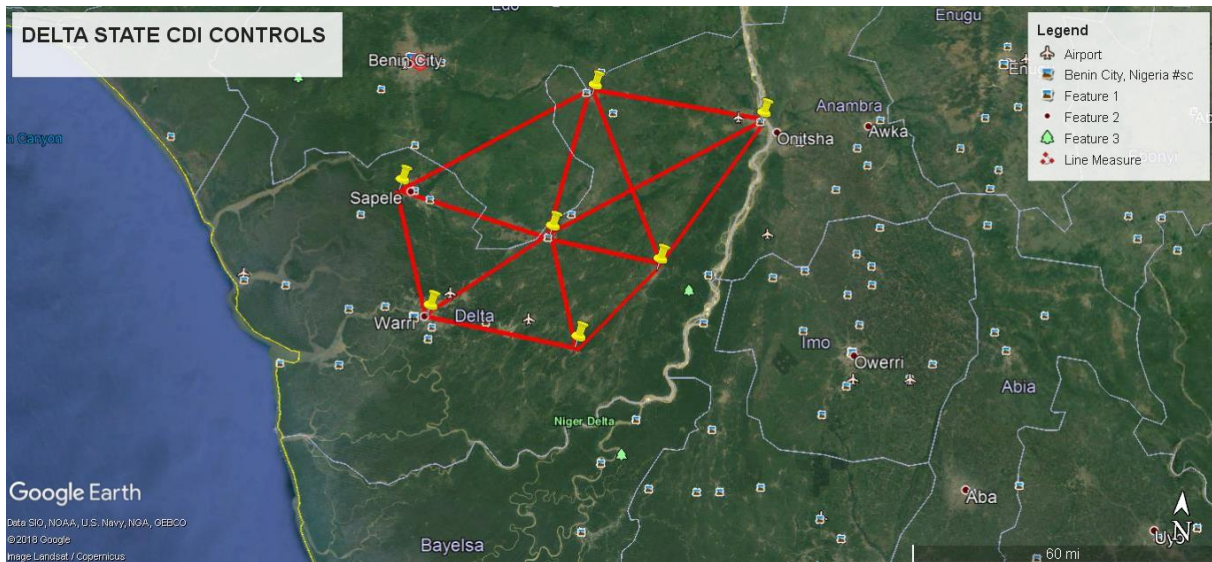 DELTA STATE CDI CONTROLS
Edo
Enugu
Legend
Airport
Benin City, Nigeria #sc
Feature 1
Feature 2
Feature 3
Line Measure
Benin City
Anambra
Onitsha
Awka
Canyon
Sapele
Warri
Delta
Imo
Owerri
Abia
Niger Delta
Aba
Google Earth
Data SIO, NOAA, U.S. Navy, NGA, GEBCO
©2018 Google
Image Landsat / Copernicus
Bayelsa
N
60 mi